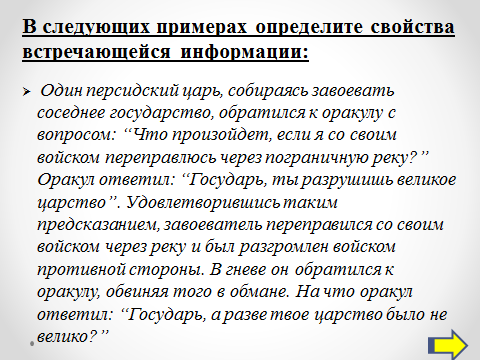 В следующих примерах определите свойства
встречающейся информации:
Один персидский царь, собираясь завоевать
соседнее государство, обратился к оракулу с
вопросом: “Что произойдет, если я со своим
войском переправлюсь через пограничную реку?”
Оракул ответил: “Государь, ты разрушишь великое
царство”. Удовлетворившись таким
предсказанием, завоеватель переправился со своим
войском через реку и был разгромлен войском
противной стороны. В гневе он обратился к
оракулу, обвиняя того в обмане. На что оракул
ответил: “Государь, а разве твое царство было не
велико?”